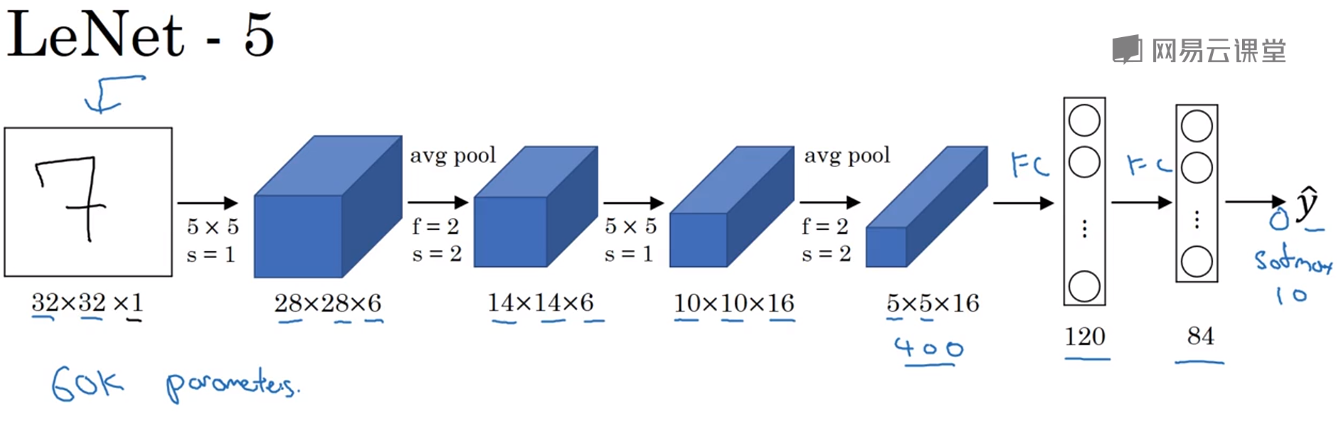 LeNet - 5
网易云课堂
7
avg pool
avg pool
FC
FC
5 × 5
s = 1
f = 2
s = 2
5 × 5
s = 1
f = 2
s = 2
⋮
⋮
ŷ
softmax
10
32×32 ×1
28×28×6
14×14×6
10×10×16
5×5×16
400
120
84
60K parameters.